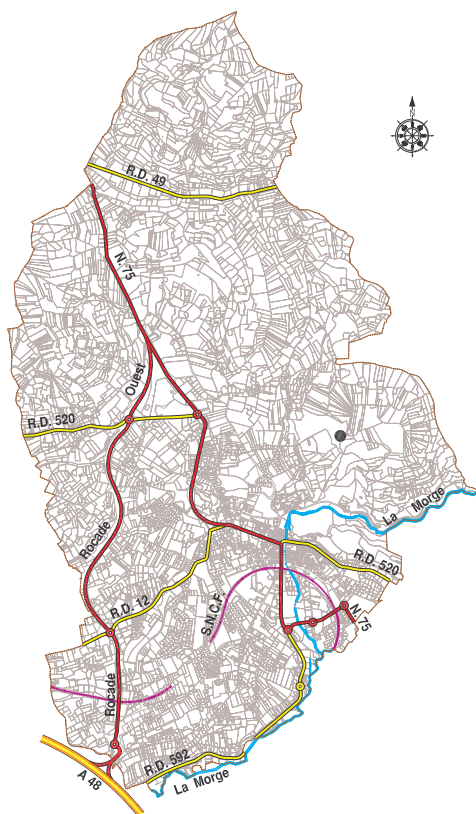 R.D. 49
N. 75
Ouest
R.D. 520
La Morge
Rocade
R.D. 520
R.D. 12
S.N.C.F.
N. 75
Rocade
R.D. 592
A 48
La Morge